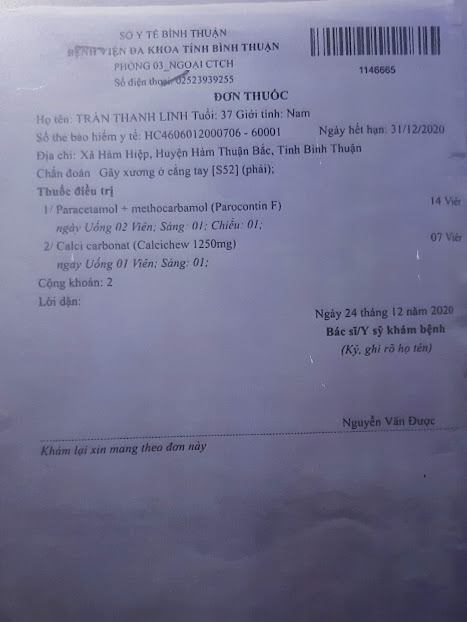 SỞ Y TẾ BÌNH THUẬN
BỆNH VIỆN ĐA KHOA TỈNH BÌNH THUẬN
PHÒNG 03_NGOẠI CTCH
Số điện thoại: 02523939255
1146665
ĐƠN THUỐC
Họ tên: TRẦN THANH LINH Tuổi: 37 Giới tính: Nam
Số thẻ bảo hiểm y tế: HC4606012000706 - 60001 Ngày hết hạn: 31/12/2020
Địa chỉ: Xã Hàm Hiệp, Huyện Hàm Thuận Bắc, Tỉnh Bình Thuận
Chẩn đoán Gãy xương ở cẳng tay [S52] (phải);
Thuốc điều trị
1/ Paracetamol + methocarbamol (Parocontin F) 14 Viên
ngày Uống 02 Viên; Sáng: 01; Chiều: 01;
2/ Calci carbonat (Calcichew 1250mg) 07 Viên
ngày Uống 01 Viên; Sáng: 01;
Cộng khoản: 2
Lời dặn:
Ngày 24 tháng 12 năm 2020
Bác sĩ/Y sỹ khám bệnh
(Ký, ghi rõ họ tên)
Nguyễn Văn Được
Khám lại xin mang theo đơn này